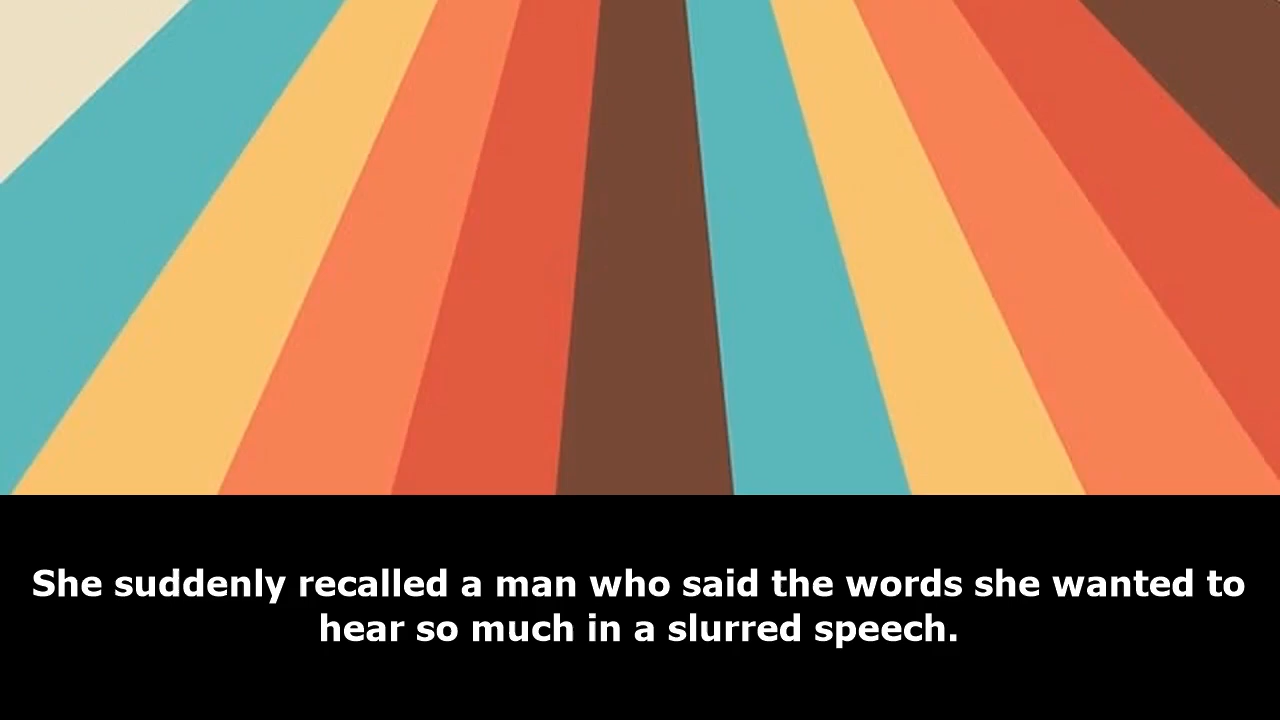 She suddenly recalled a man who said the words she wanted to
hear so much in a slurred speech.